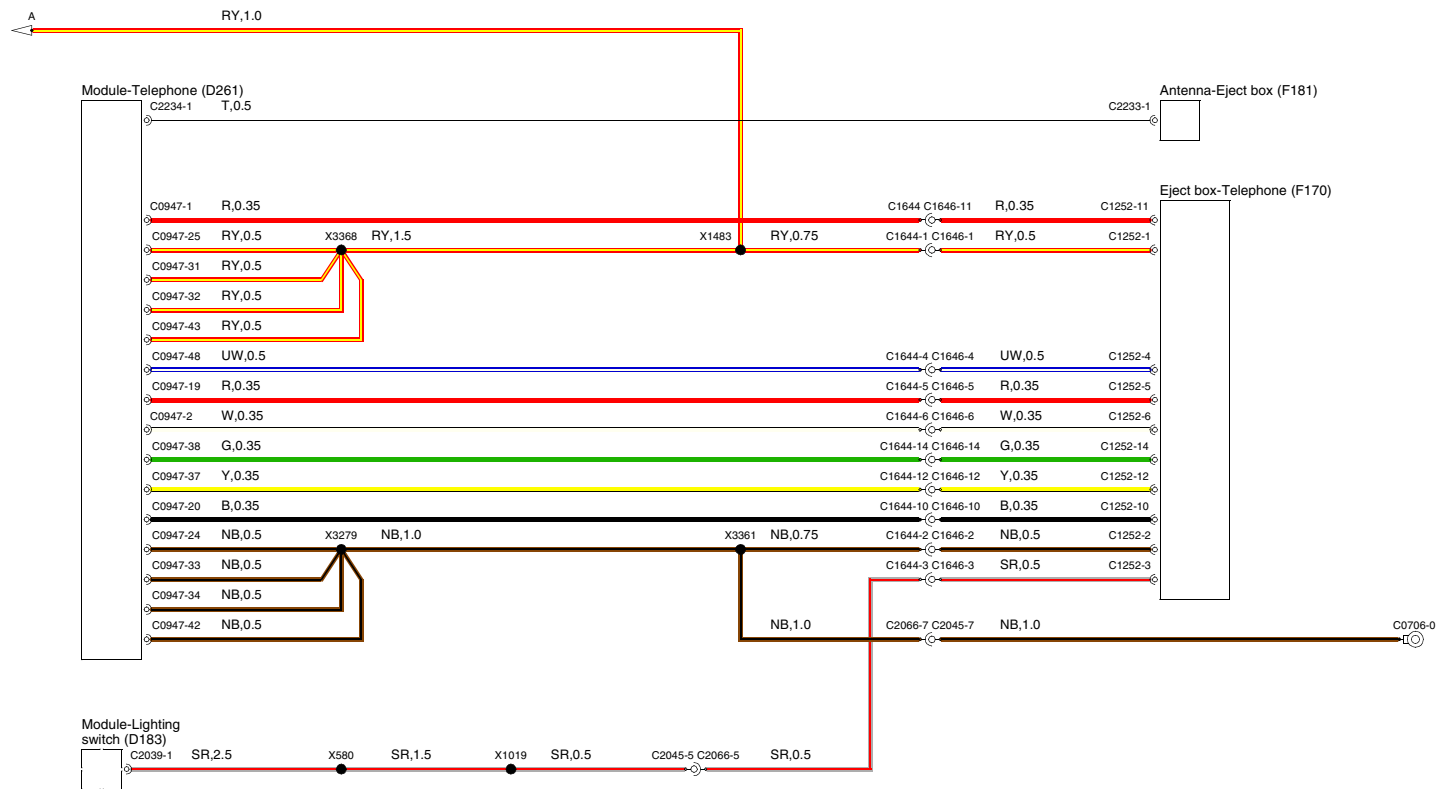 A RY,1.0
Module-Telephone (D261) Antenna-Eject box (F181)
C2234-1 T,0.5 C2233-1
Eject box-Telephone (F170)
C0947-1 R,0.35 C1644 C1646-11 R,0.35 C1252-11
C0947-25 RY,0.5 X3368 RY,1.5 X1483 RY,0.75 C1644-1 C1646-1 RY,0.5 C1252-1
C0947-31 RY,0.5
C0947-32 RY,0.5
C0947-43 RY,0.5
C0947-48 UW,0.5 C1644-4 C1646-4 UW,0.5 C1252-4
C0947-19 R,0.35 C1644-5 C1646-5 R,0.35 C1252-5
C0947-2 W,0.35 C1644-6 C1646-6 W,0.35 C1252-6
C0947-38 G,0.35 C1644-14 C1646-14 G,0.35 C1252-14
C0947-37 Y,0.35 C1644-12 C1646-12 Y,0.35 C1252-12
C0947-20 B,0.35 C1644-10 C1646-10 B,0.35 C1252-10
C0947-24 NB,0.5 X3279 NB,1.0 X3361 NB,0.75 C1644-2 C1646-2 NB,0.5 C1252-2
C0947-33 NB,0.5 C1644-3 C1646-3 SR,0.5 C1252-3
C0947-34 NB,0.5
C0947-42 NB,0.5 NB,1.0 C2066-7 C2045-7 NB,1.0 C0706-0
Module-Lighting
switch (D183)
C2039-1 SR,2.5 X580 SR,1.5 X1019 SR,0.5 C2045-5 C2066-5 SR,0.5